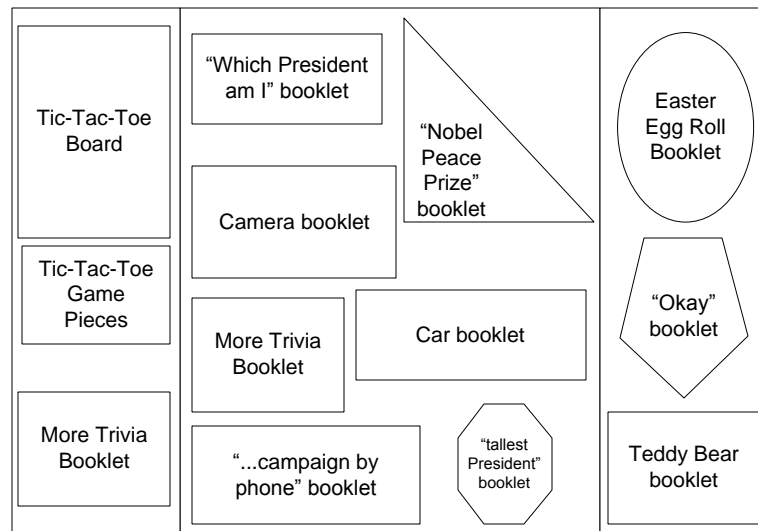 Tic-Tac-Toe
Board
Tic-Tac-Toe
Game
Pieces
More Trivia
Booklet
“Which President
am I” booklet
“Nobel
Peace
Prize”
booklet
Camera booklet
More Trivia
Booklet
Car booklet
“...campaign by
phone” booklet
“tallest
President”
booklet
Easter
Egg Roll
Booklet
“Okay”
booklet
Teddy Bear
booklet